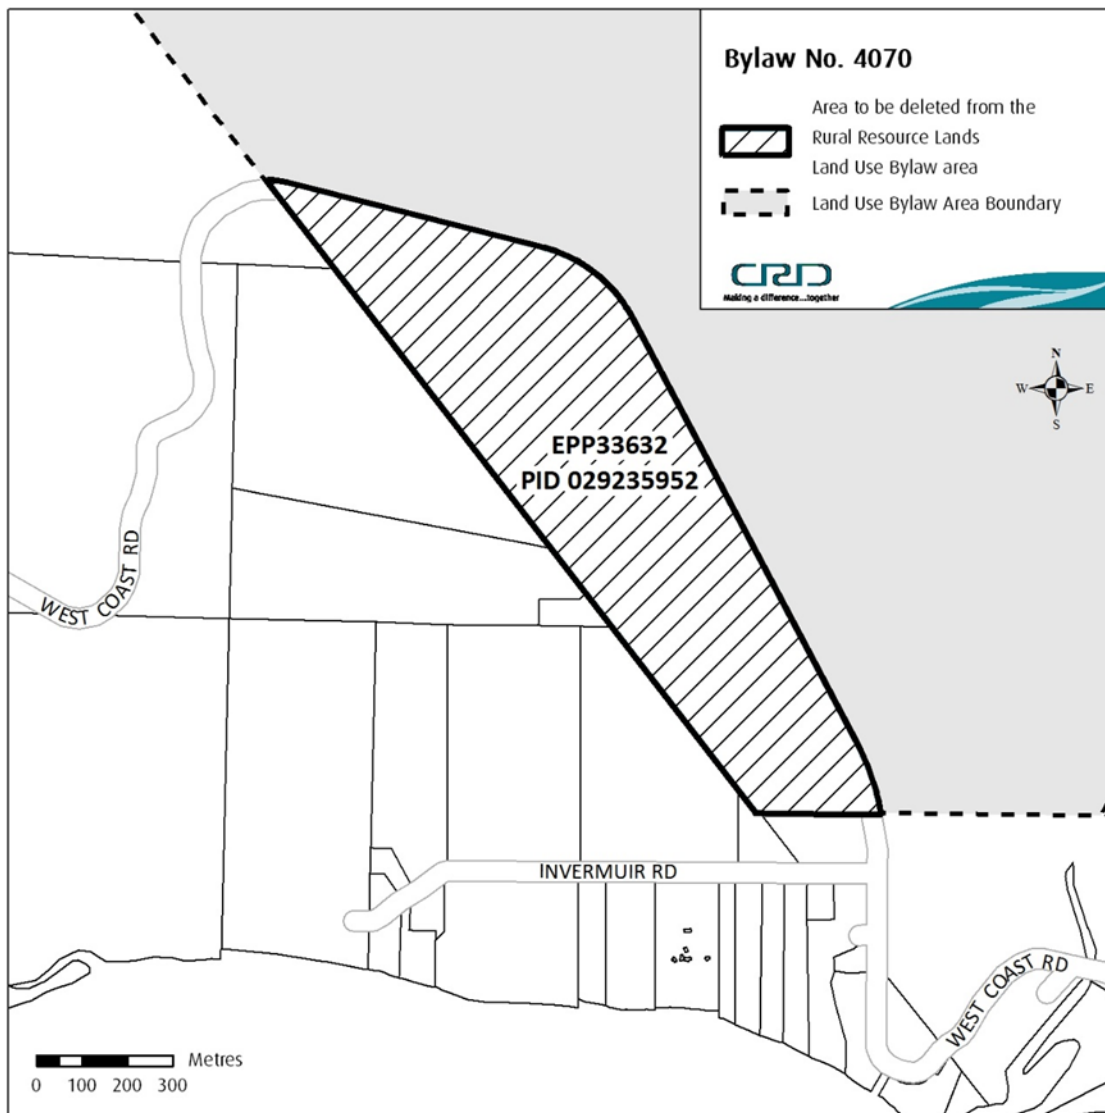 Bylaw No. 4070
Area to be deleted from the
Rural Resource Lands
Land Use Bylaw area
Land Use Bylaw Area Boundary
CRD
Making a difference...together
N
W E
S
EPP33632
PID 029235952
WEST COAST RD
INVERMUIR RD
WEST COAST RD
Metres
0 100 200 300